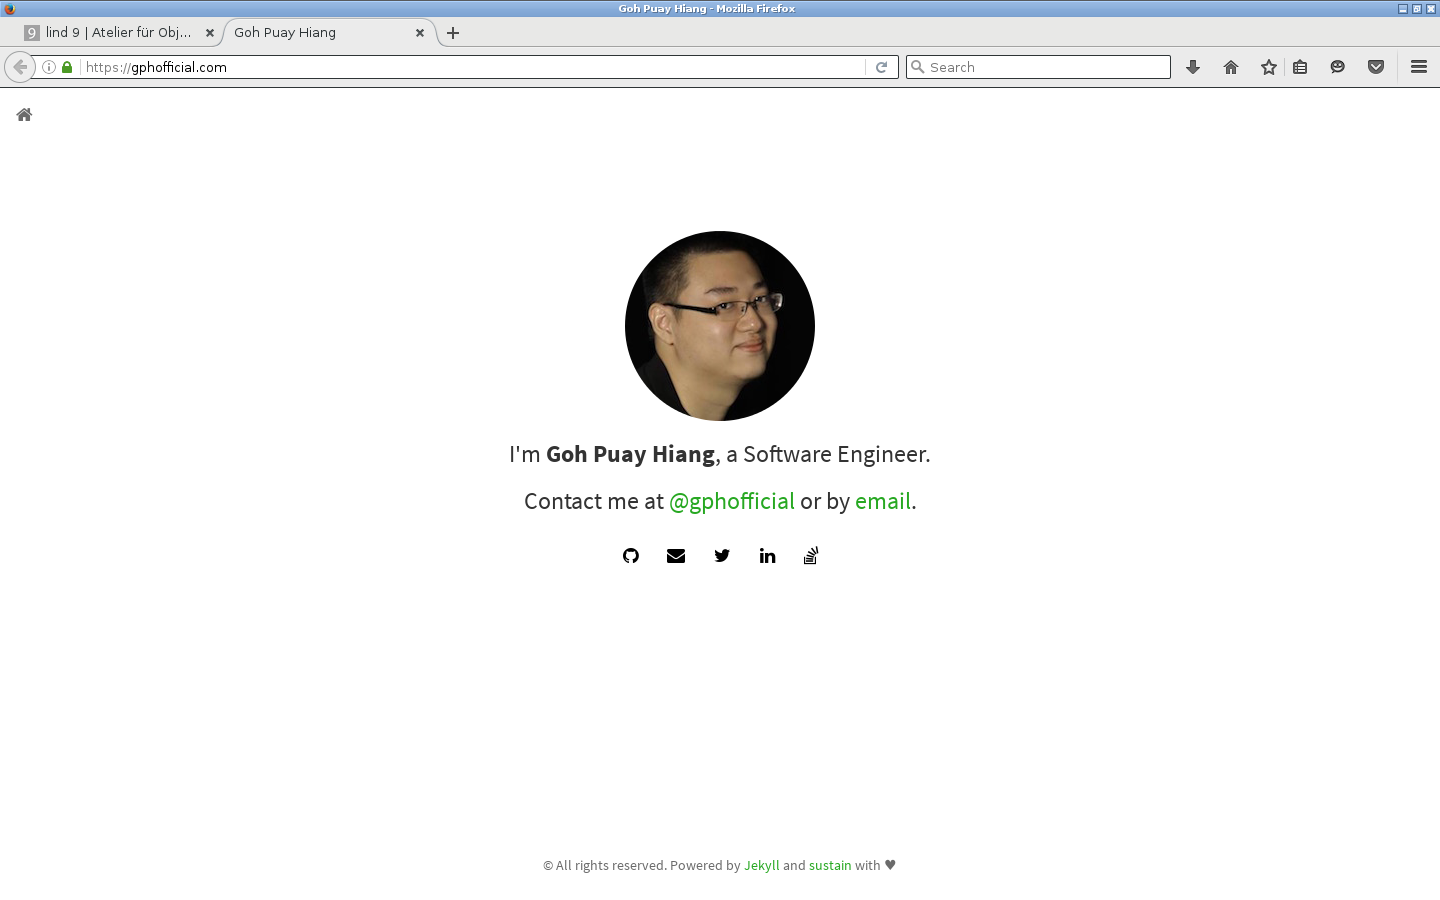 Goh Puay Hiang - Mozilla Firefox
9 lind 9 | Atelier für Obj...
Goh Puay Hiang
https://gphofficial.com
Search
I'm Goh Puay Hiang, a Software Engineer.
Contact me at @gphofficial or by email.
in
© All rights reserved. Powered by Jekyll and sustain with ♥